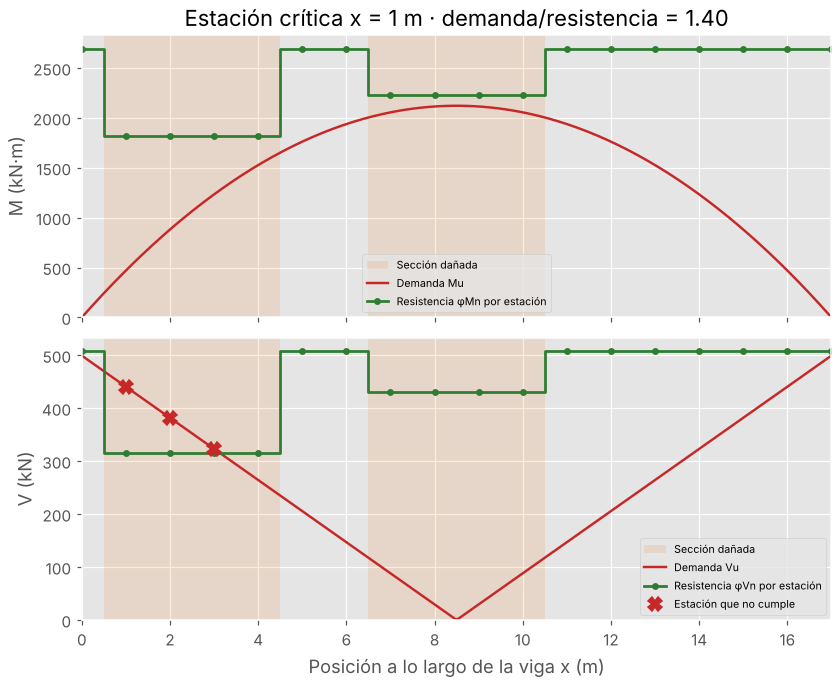 Estación crítica x = 1 m · demanda/resistencia = 1.40
M (kN·m)
2500
2000
1500
1000
500
0
Sección dañada
Demanda Mu
Resistencia φMn por estación
V (kN)
500
400
300
200
100
0
Sección dañada
Demanda Vu
Resistencia φVn por estación
Estación que no cumple
0 2 4 6 8 10 12 14 16
Posición a lo largo de la viga x (m)